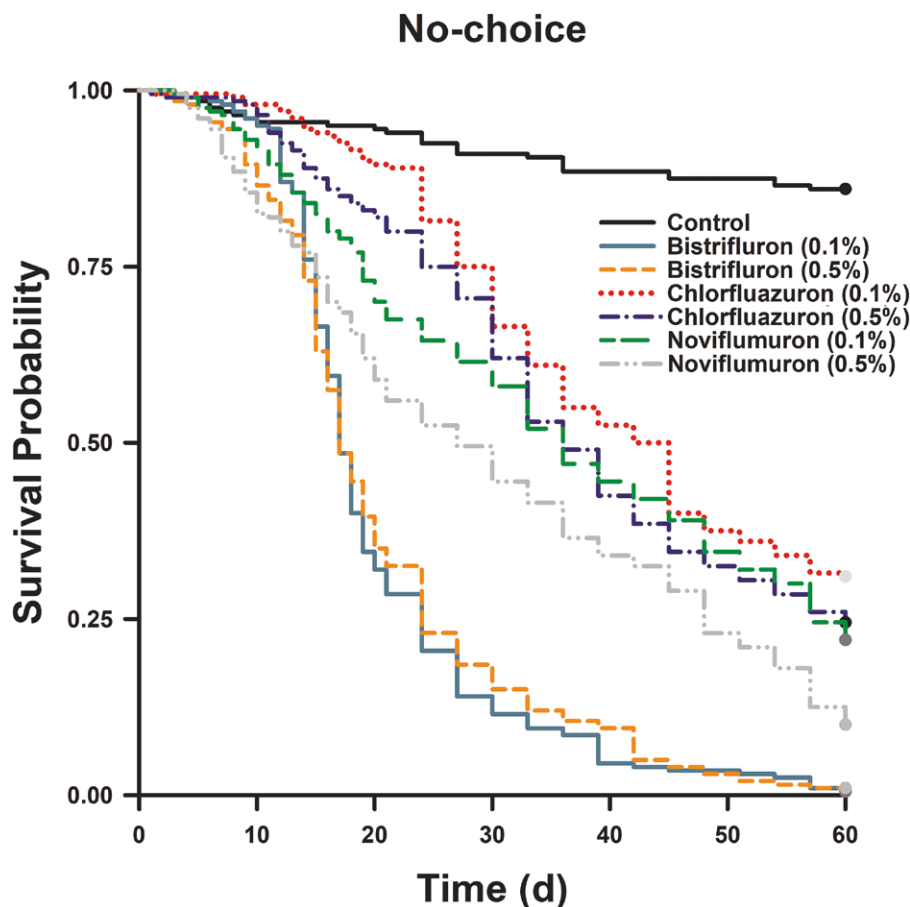 No-choice
1.00
0.75
0.50
0.25
0.00
Survival Probability
Control
Bistrifluron (0.1%)
Bistrifluron (0.5%)
Chlorfluazuron (0.1%)
Chlorfluazuron (0.5%)
Noviflumuron (0.1%)
Noviflumuron (0.5%)
0 10 20 30 40 50 60
Time (d)